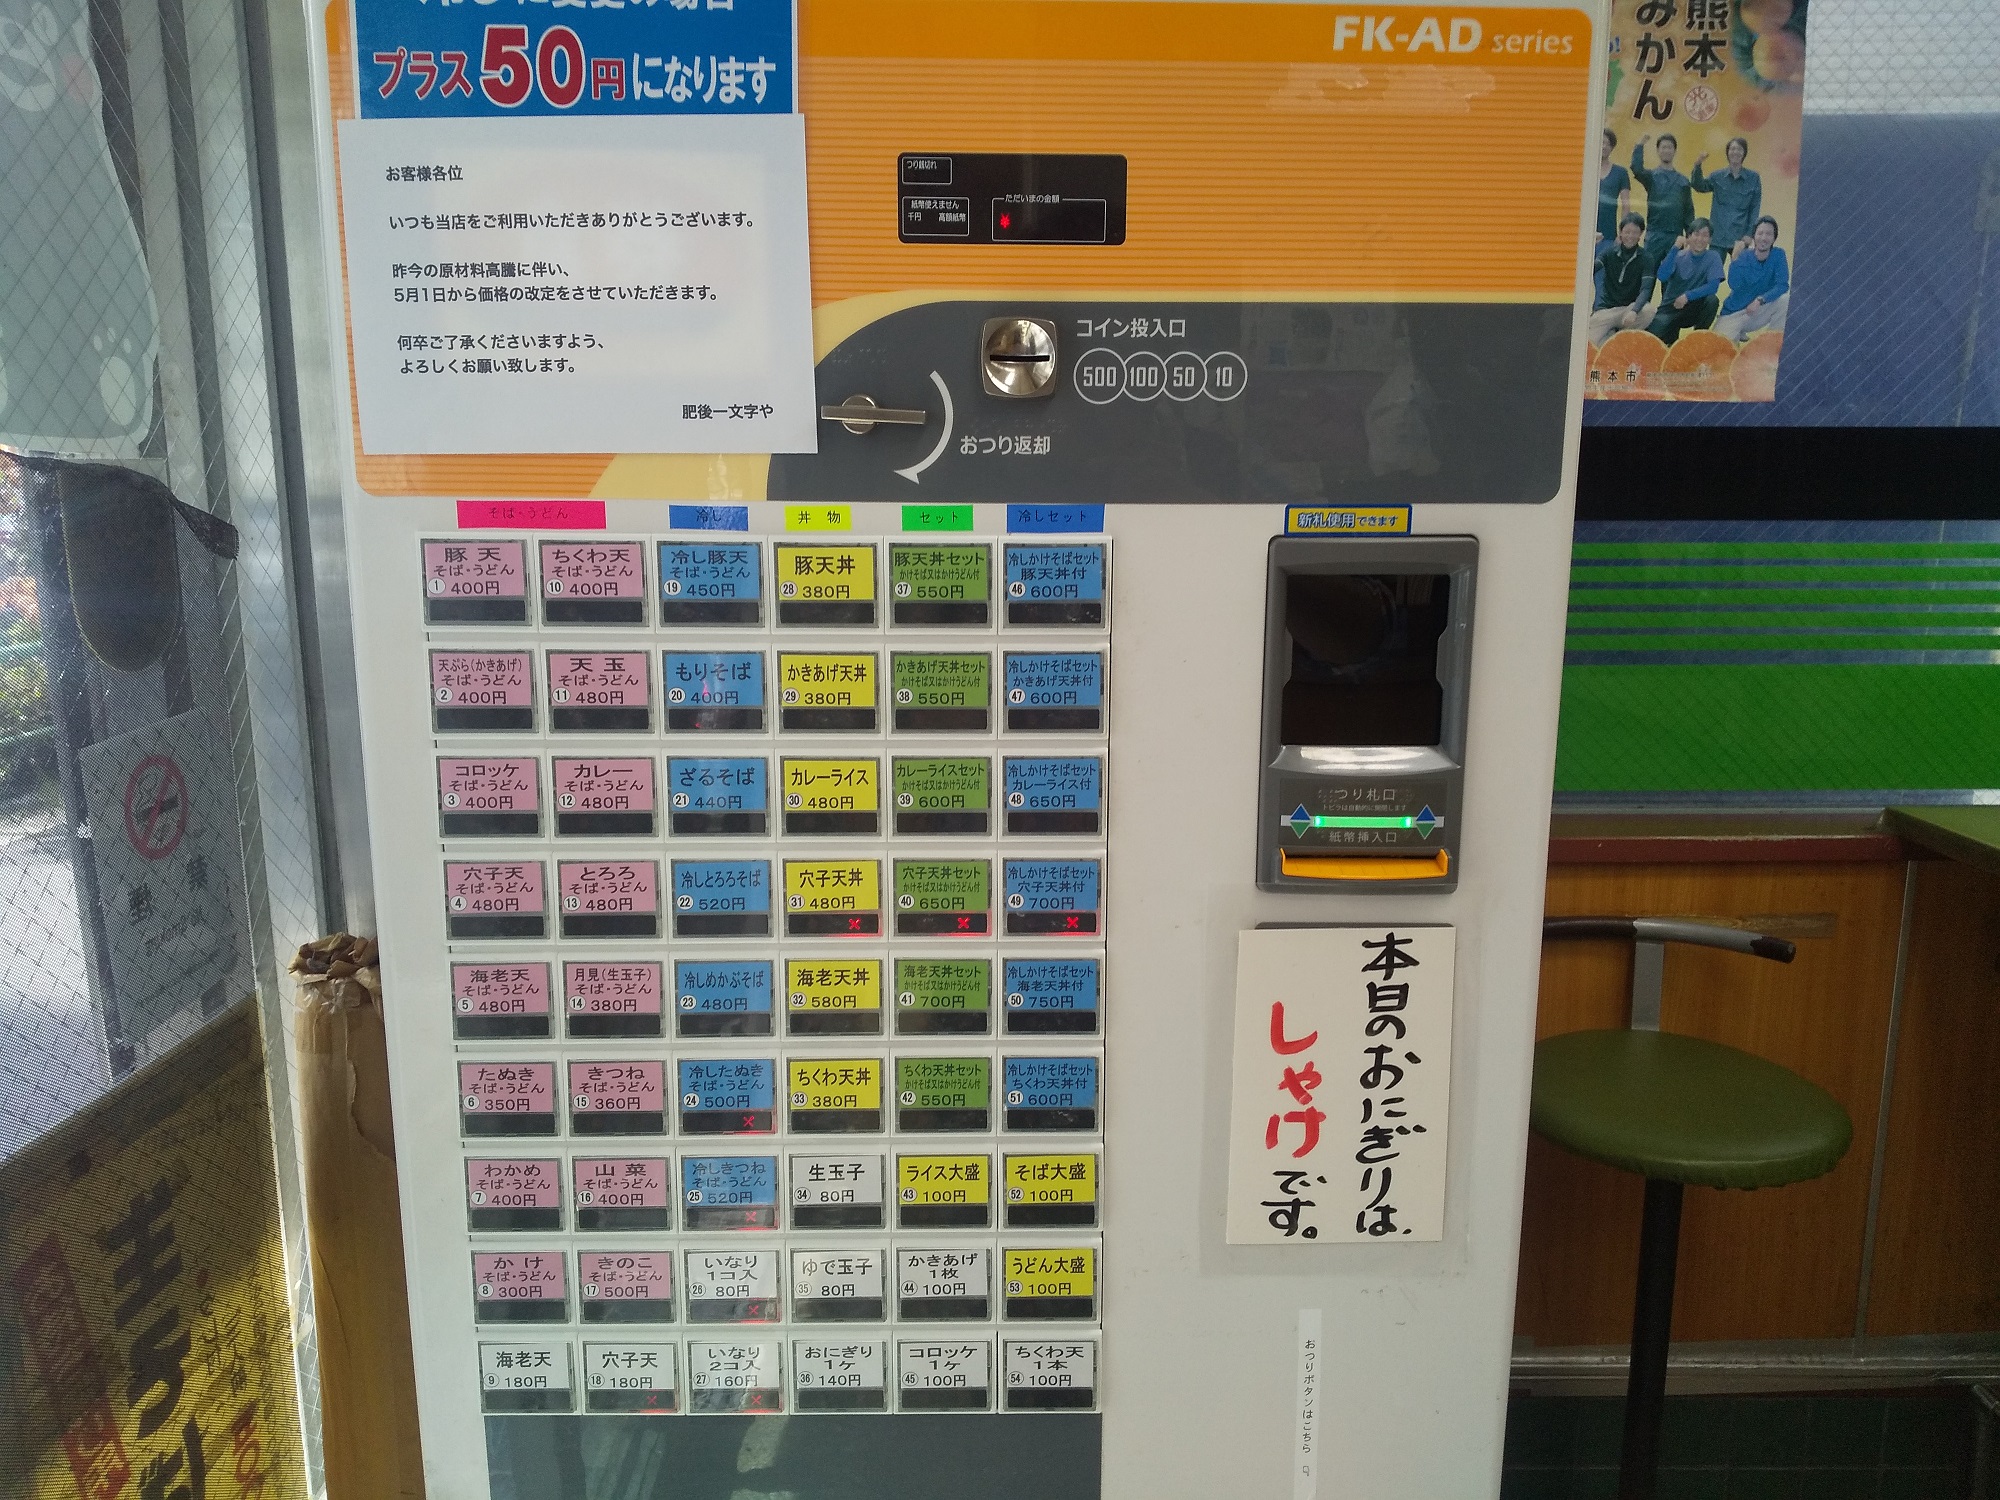 プラス50円になります
お客様各位
いつも当店をご利用いただきありがとうございます。
昨今の原材料高騰に伴い、
5月1日から価格の改定をさせていただきます。
何卒ご了承くださいますよう、
よろしくお願い致します。
肥後一文字や
FK-AD series
つり銭切れ
紙幣使えません
千円 高額紙幣
ただいまの金額
¥
コイン投入口
500 100 50 10
おつり返却
熊本
みかん
熊本市
そば・うどん
冷し
丼物
セット
冷しセット
新札使用できます
豚天
そば・うどん
① 400円
ちくわ天
そば・うどん
⑩ 400円
冷し豚天
そば・うどん
⑲ 450円
豚天丼
㉘ 380円
豚天丼セット
かけそば又はかけうどん付
㊲ 550円
冷しかけそばセット
豚天丼付
㊻ 600円
天ぷら(かきあげ)
そば・うどん
② 400円
天玉
そば・うどん
⑪ 480円
もりそば
⑳ 400円
かきあげ天丼
㉙ 380円
かきあげ天丼セット
かけそば又はかけうどん付
㊳ 550円
冷しかけそばセット
かきあげ天丼付
㊼ 600円
コロッケ
そば・うどん
③ 400円
カレー
そば・うどん
⑫ 480円
ざるそば
㉑ 440円
カレーライス
㉚ 480円
カレーライスセット
かけそば又はかけうどん付
㊴ 600円
冷しかけそばセット
カレーライス付
㊽ 650円
穴子天
そば・うどん
④ 480円
とろろ
そば・うどん
⑬ 480円
冷しとろろそば
㉒ 520円
穴子天丼
㉛ 480円
穴子天丼セット
かけそば又はかけうどん付
㊵ 650円
冷しかけそばセット
穴子天丼付
㊾ 700円
海老天
そば・うどん
⑤ 480円
月見(生玉子)
そば・うどん
⑭ 380円
冷しめかぶそば
㉓ 480円
海老天丼
㉜ 580円
海老天丼セット
かけそば又はかけうどん付
㊶ 700円
冷しかけそばセット
海老天丼付
㊿ 750円
たぬき
そば・うどん
⑥ 350円
きつね
そば・うどん
⑮ 360円
冷したぬき
そば・うどん
㉔ 500円
ちくわ天丼
㉝ 380円
ちくわ天丼セット
かけそば又はかけうどん付
㊷ 550円
冷しかけそばセット
ちくわ天丼付
51 600円
わかめ
そば・うどん
⑦ 400円
山菜
そば・うどん
⑯ 400円
冷しきつね
そば・うどん
㉕ 520円
生玉子
㉞ 80円
ライス大盛
㊸ 100円
そば大盛
52 100円
かけ
そば・うどん
⑧ 300円
きのこ
そば・うどん
⑰ 500円
いなり
1コ入
㉖ 80円
ゆで玉子
㉟ 80円
かきあげ
1枚
㊹ 100円
うどん大盛
53 100円
海老天
⑨ 180円
穴子天
⑱ 180円
いなり
2コ入
㉗ 160円
おにぎり
1ケ
㊱ 140円
コロッケ
1ケ
㊺ 100円
ちくわ天
1本
54 100円
つり札口
トビラは自動的に開閉します
紙幣挿入口
本日のおにぎりは、
しゃけです。
おつりボタンはこちら
禁